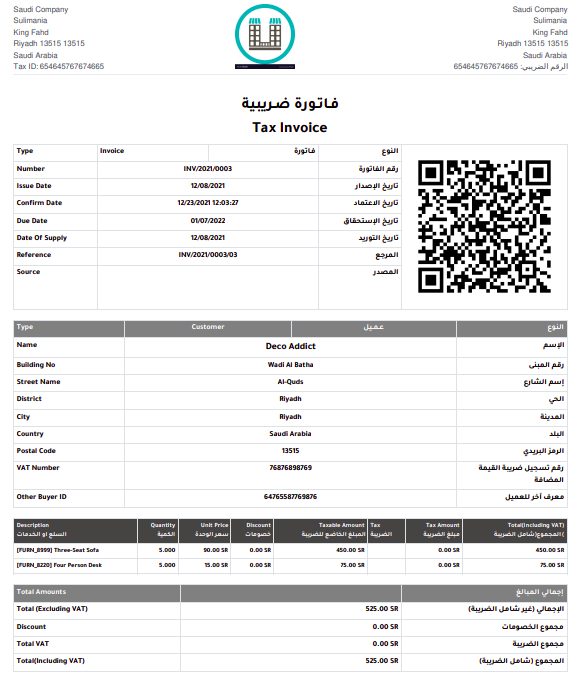 Saudi Company
Sulimania
King Fahd
Riyadh 13515 13515
Saudi Arabia
Tax ID: 654645767674665
Saudi Company
Sulimania
King Fahd
Riyadh 13515 13515
Saudi Arabia
الرقم الضريبي: 654645767674665
فاتورة ضريبية
Tax Invoice
Type Invoice فاتورة النوع
Number INV/2021/0003 رقم الفاتورة
Issue Date 12/08/2021 تاريخ الإصدار
Confirm Date 12/23/2021 12:03:27 تاريخ الاعتماد
Due Date 01/07/2022 تاريخ الإستحقاق
Date Of Supply 12/08/2021 تاريخ التوريد
Reference INV/2021/0003/03 المرجع
Source المصدر
Type Customer عميل النوع
Name Deco Addict الإسم
Building No Wadi Al Batha رقم المبنى
Street Name Al-Quds إسم الشارع
District Riyadh الحي
City Riyadh المدينة
Country Saudi Arabia البلد
Postal Code 13515 الرمز البريدي
VAT Number 76876898769 رقم تسجيل ضريبة القيمة
المضافة
Other Buyer ID 64765587769876 معرف آخر للعميل
Description Quantity Unit Price Discount Taxable Amount Tax Tax Amount Total(Including VAT)
السلع او الخدمات الكمية سعر الوحدة خصومات المبلغ الخاضع للضريبة الضريبة مبلغ الضريبة المجموع(شامل الضريبة)
[FURN_8999] Three-Seat Sofa 5.000 90.00 SR 0.00 SR 450.00 SR 0.00 SR 450.00 SR
[FURN_8220] Four Person Desk 5.000 15.00 SR 0.00 SR 75.00 SR 0.00 SR 75.00 SR
Total Amounts إجمالي المبالغ
Total (Excluding VAT) 525.00 SR الإجمالي (غير شامل الضريبة)
Discount 0.00 SR مجموع الخصومات
Total VAT 0.00 SR مجموع الضريبة
Total(Including VAT) 525.00 SR المجموع (شامل الضريبة)